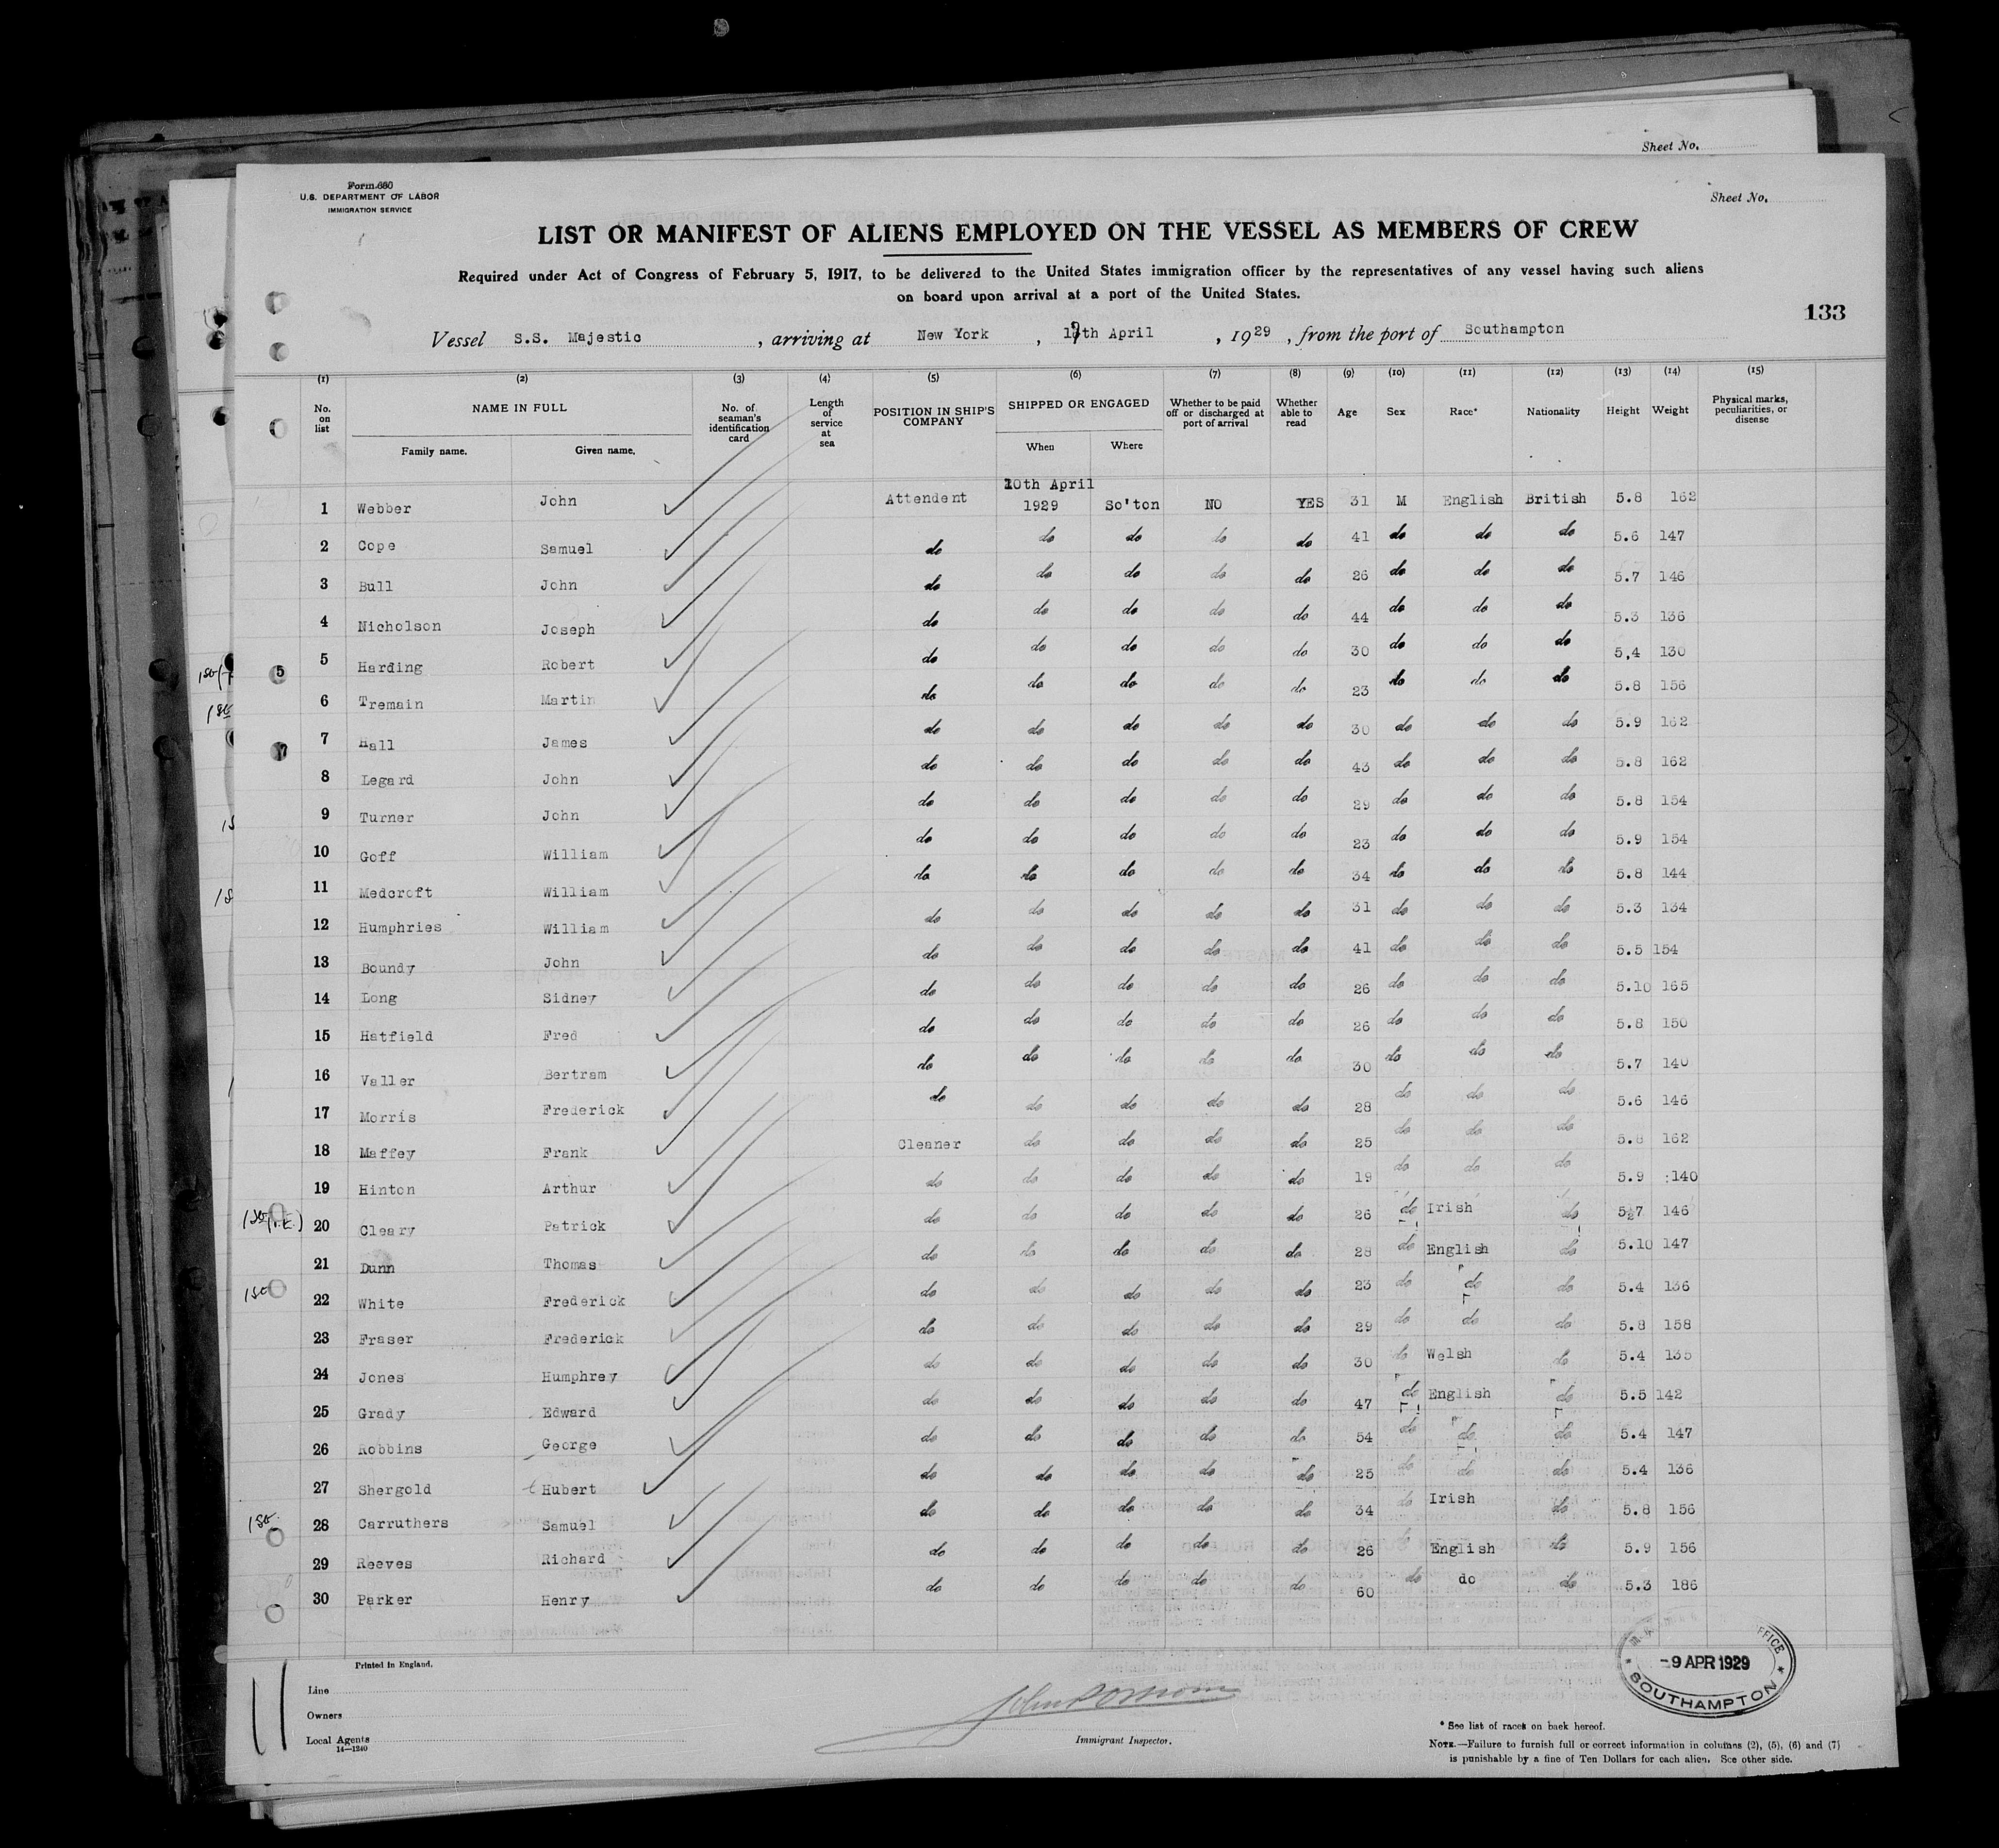 Sheet No.
Form 680
U.S. DEPARTMENT OF LABOR
IMMIGRATION SERVICE
Sheet No.
LIST OR MANIFEST OF ALIENS EMPLOYED ON THE VESSEL AS MEMBERS OF CREW
Required under Act of Congress of February 5, 1917, to be delivered to the United States immigration officer by the representatives of any vessel having such aliens
on board upon arrival at a port of the United States.
133
Vessel S.S. Majestic, arriving at New York, 17th April, 1929, from the port of Southampton
(1) (2) (3) (4) (5) (6) (7) (8) (9) (10) (11) (12) (13) (14) (15)
No. on list NAME IN FULL No. of seaman's identification card Length of service at sea POSITION IN SHIP'S COMPANY SHIPPED OR ENGAGED Whether to be paid off or discharged at port of arrival Whether able to read Age Sex Race* Nationality Height Weight Physical marks, peculiarities, or disease
Family name. Given name. When Where
1 Webber John Attendent 10th April 1929 So'ton NO YES 31 M English British 5.8 162
2 Cope Samuel do do do do do 41 do do do 5.6 147
3 Bull John do do do do do 26 do do do 5.7 146
4 Nicholson Joseph do do do do do 44 do do do 5.3 136
5 Harding Robert do do do do do 30 do do do 5,4 130
6 Tremain Martin do do do do do 23 do do do 5.8 156
7 Hall James do do do do do 30 do do do 5.9 162
8 Legard John do do do do do 43 do do do 5.8 162
9 Turner John do do do do do 29 do do do 5.8 154
10 Goff William do do do do do 23 do do do 5.9 154
11 Medcroft William do do do do do 34 do do do 5.8 144
12 Humphries William do do do do do 31 do do do 5.3 134
13 Boundy John do do do do do 41 do do do 5.5 154
14 Long Sidney do do do do do 26 do do do 5.10 165
15 Hatfield Fred do do do do do 26 do do do 5.8 150
16 Valler Bertram do do do do do 30 do do do 5.7 140
17 Morris Frederick do do do do do 28 do do do 5.6 146
18 Maffey Frank Cleaner do do do do 25 do do do 5.8 162
19 Hinton Arthur do do do do do 19 do do do 5.9 140
20 Cleary Patrick do do do do do 26 do Irish do 5½7 146
21 Dunn Thomas do do do do do 28 do English do 5.10 147
22 White Frederick do do do do do 23 do do do 5.4 136
23 Fraser Frederick do do do do do 29 do do do 5.8 158
24 Jones Humphrey do do do do do 30 do Welsh do 5.4 135
25 Grady Edward do do do do do 47 do English do 5.5 142
26 Robbins George do do do do do 54 do do do 5.4 147
27 Shergold Hubert do do do do do 25 do do do 5.4 136
28 Carruthers Samuel do do do do do 34 do Irish do 5.8 156
29 Reeves Richard do do do do do 26 do English do 5.9 156
30 Parker Henry do do do do do 60 do do do 5.3 186
Printed in England.
Line
Owners
Local Agents
14—1240
Immigrant Inspector.
OFFICE
-9 APR 1929
SOUTHAMPTON
* See list of races on back hereof.
NOTE.—Failure to furnish full or correct information in columns (2), (5), (6) and (7)
is punishable by a fine of Ten Dollars for each alien. See other side.